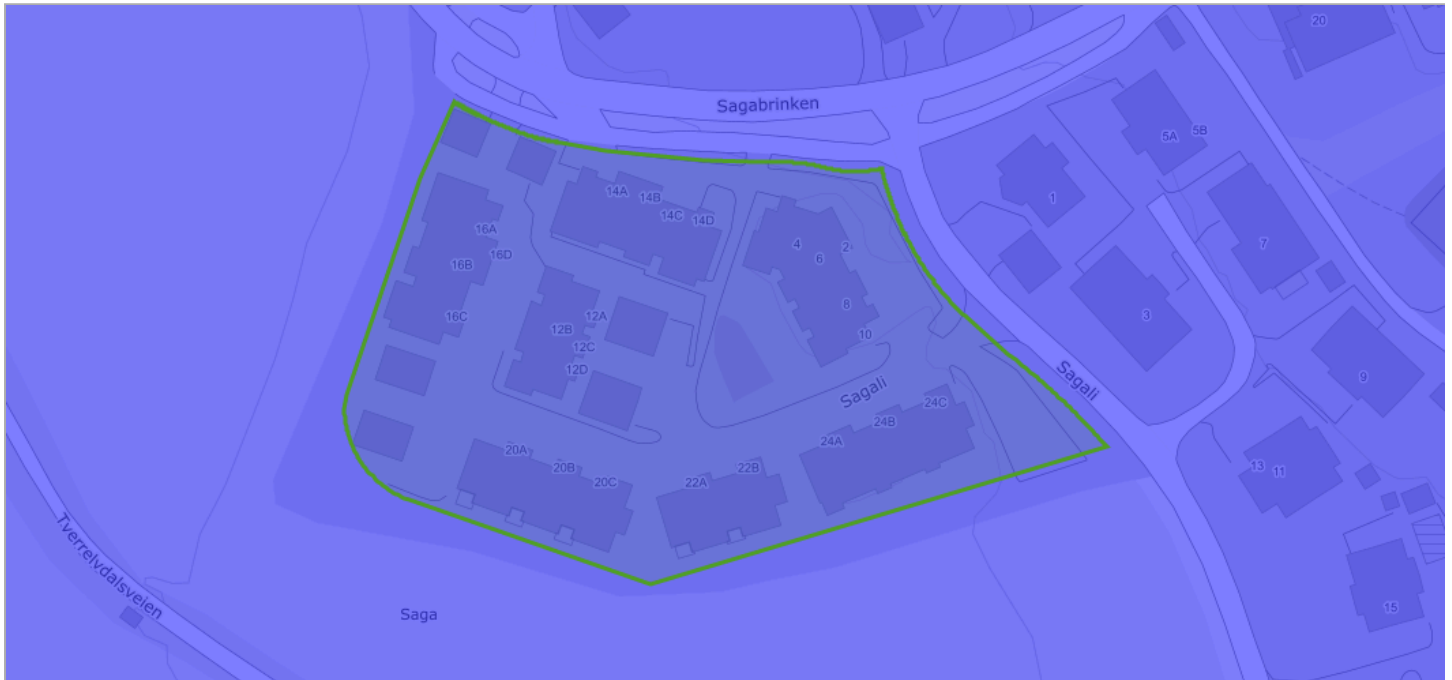 20
Sagabrinken
5A
5B
1
7
3
9
13
11
15
14A
14B
14C
14D
16A
16D
16B
16C
4
6
2
8
10
12A
12B
12C
12D
Sagali
Sagali
24C
24B
24A
20A
20B
20C
22A
22B
Tverrelvdalsveien
Saga